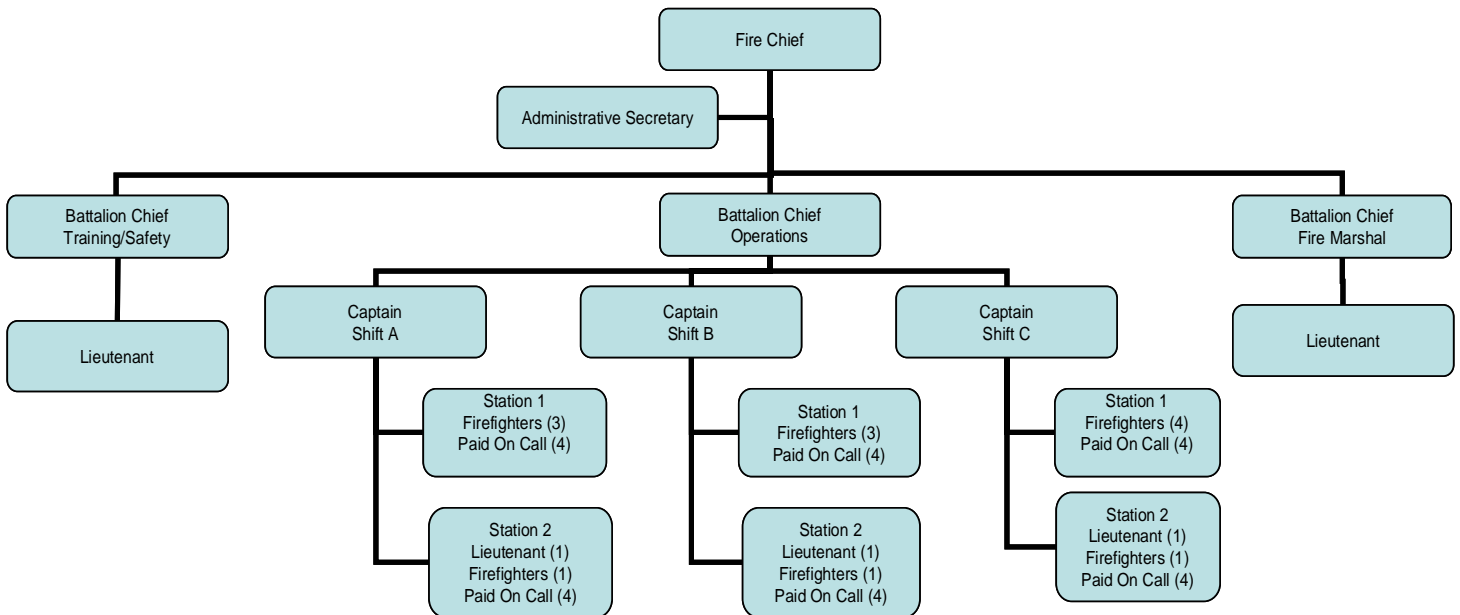 Fire Chief
Administrative Secretary
Battalion Chief
Training/Safety
Battalion Chief
Operations
Battalion Chief
Fire Marshal
Lieutenant
Captain
Shift A
Captain
Shift B
Captain
Shift C
Lieutenant
Station 1
Firefighters (3)
Paid On Call (4)
Station 1
Firefighters (3)
Paid On Call (4)
Station 1
Firefighters (4)
Paid On Call (4)
Station 2
Lieutenant (1)
Firefighters (1)
Paid On Call (4)
Station 2
Lieutenant (1)
Firefighters (1)
Paid On Call (4)
Station 2
Lieutenant (1)
Firefighters (1)
Paid On Call (4)